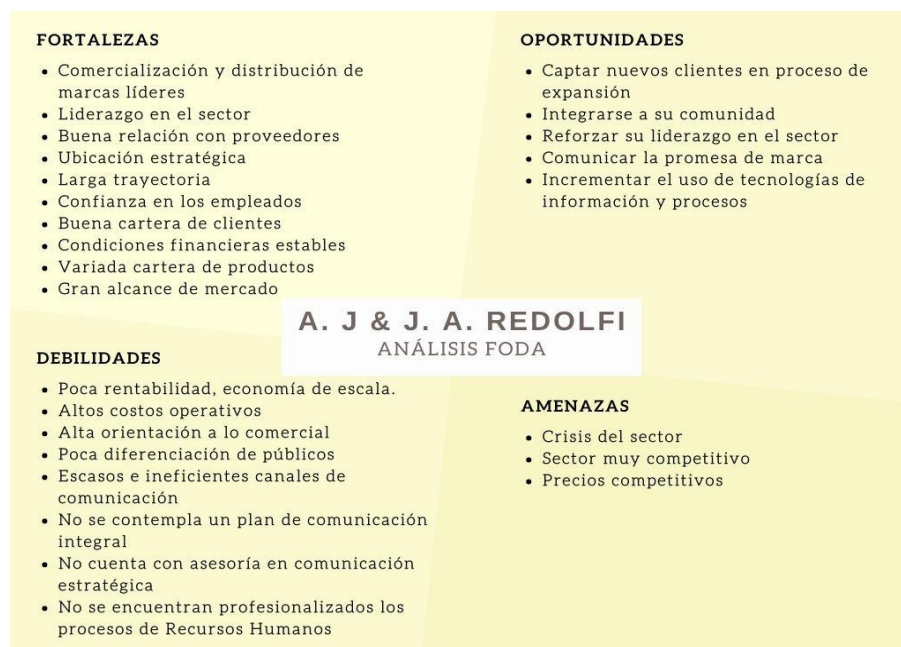 FORTALEZAS
• Comercialización y distribución de
marcas líderes
• Liderazgo en el sector
• Buena relación con proveedores
• Ubicación estratégica
• Larga trayectoria
• Confianza en los empleados
• Buena cartera de clientes
• Condiciones financieras estables
• Variada cartera de productos
• Gran alcance de mercado
OPORTUNIDADES
• Captar nuevos clientes en proceso de
expansión
• Integrarse a su comunidad
• Reforzar su liderazgo en el sector
• Comunicar la promesa de marca
• Incrementar el uso de tecnologías de
información y procesos
A. J & J. A. REDOLFI
ANÁLISIS FODA
DEBILIDADES
• Poca rentabilidad, economía de escala.
• Altos costos operativos
• Alta orientación a lo comercial
• Poca diferenciación de públicos
• Escasos e ineficientes canales de
comunicación
• No se contempla un plan de comunicación
integral
• No cuenta con asesoría en comunicación
estratégica
• No se encuentran profesionalizados los
procesos de Recursos Humanos
AMENAZAS
• Crisis del sector
• Sector muy competitivo
• Precios competitivos